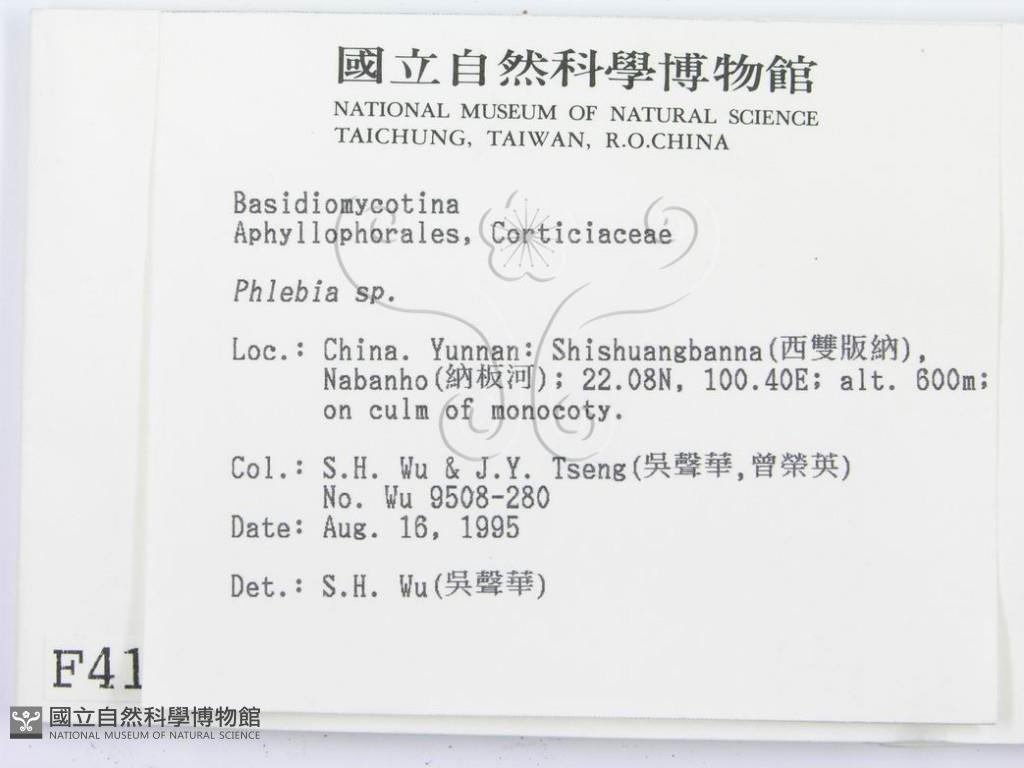 國立自然科學博物館
NATIONAL MUSEUM OF NATURAL SCIENCE
TAICHUNG, TAIWAN, R.O.CHINA
Basidiomycotina
Aphyllophorales, Corticiaceae
Phlebia sp.
Loc.: China. Yunnan: Shishuangbanna(西雙版納),
Nabanho(納板河); 22.08N, 100.40E; alt. 600m;
on culm of monocoty.
Col.: S.H. Wu & J.Y. Tseng(吳聲華,曾榮英)
No. Wu 9508-280
Date: Aug. 16, 1995
Det.: S.H. Wu(吳聲華)
F41
國立自然科學博物館
NATIONAL MUSEUM OF NATURAL SCIENCE